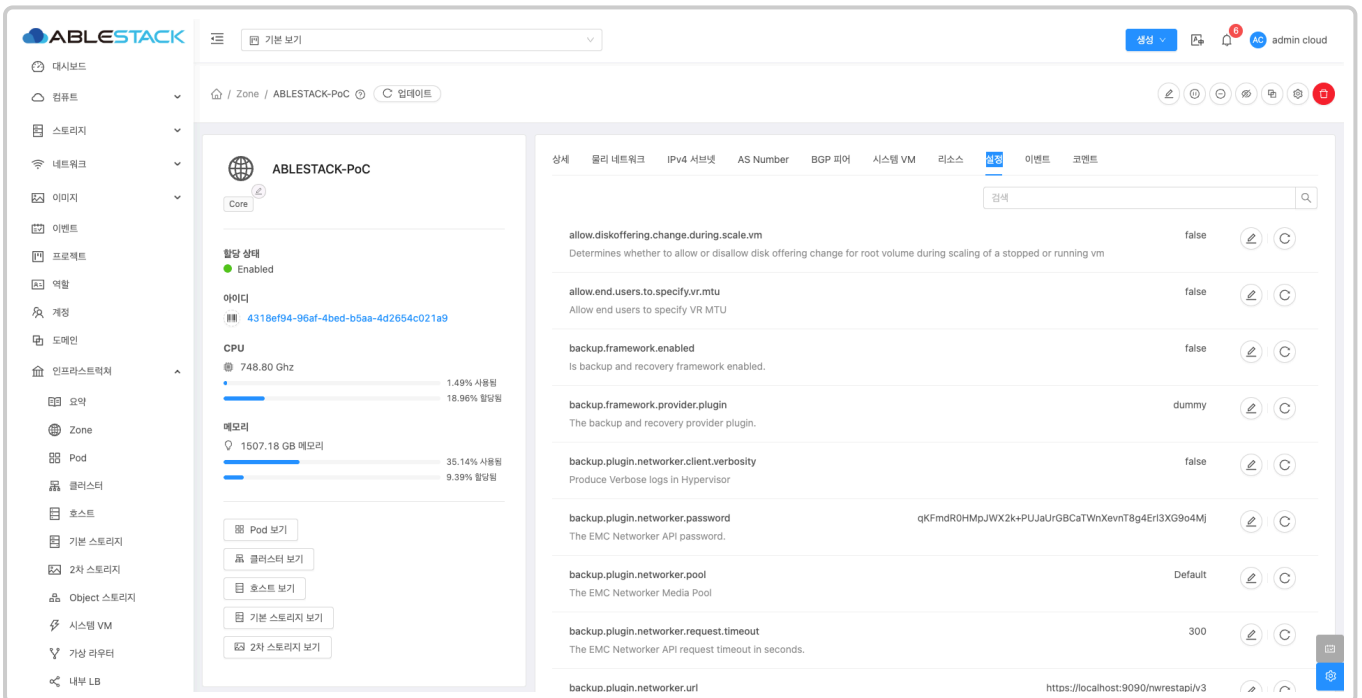 ABLESTACK
기본 보기
생성
6
AC
admin cloud
대시보드
컴퓨트
스토리지
네트워크
이미지
이벤트
프로젝트
역할
계정
도메인
인프라스트럭쳐
요약
Zone
Pod
클러스터
호스트
기본 스토리지
2차 스토리지
Object 스토리지
시스템 VM
가상 라우터
내부 LB
/ Zone / ABLESTACK-PoC
업데이트
ABLESTACK-PoC
Core
할당 상태
Enabled
아이디
4318ef94-96af-4bed-b5aa-4d2654c021a9
CPU
748.80 Ghz
1.49% 사용됨
18.96% 할당됨
메모리
1507.18 GB 메모리
35.14% 사용됨
9.39% 할당됨
Pod 보기
클러스터 보기
호스트 보기
기본 스토리지 보기
2차 스토리지 보기
상세 물리 네트워크 IPv4 서브넷 AS Number BGP 피어 시스템 VM 리소스 설정 이벤트 코멘트
검색
allow.diskoffering.change.during.scale.vm false
Determines whether to allow or disallow disk offering change for root volume during scaling of a stopped or running vm
allow.end.users.to.specify.vr.mtu false
Allow end users to specify VR MTU
backup.framework.enabled false
Is backup and recovery framework enabled.
backup.framework.provider.plugin dummy
The backup and recovery provider plugin.
backup.plugin.networker.client.verbosity false
Produce Verbose logs in Hypervisor
backup.plugin.networker.password qKFmdR0HMpJWX2k+PUJaUrGBCaTWnXevnT8g4Erl3XG9o4Mj
The EMC Networker API password.
backup.plugin.networker.pool Default
The EMC Networker Media Pool
backup.plugin.networker.request.timeout 300
The EMC Networker API request timeout in seconds.
backup.plugin.networker.url https://localhost:9090/nwrestapi/v3